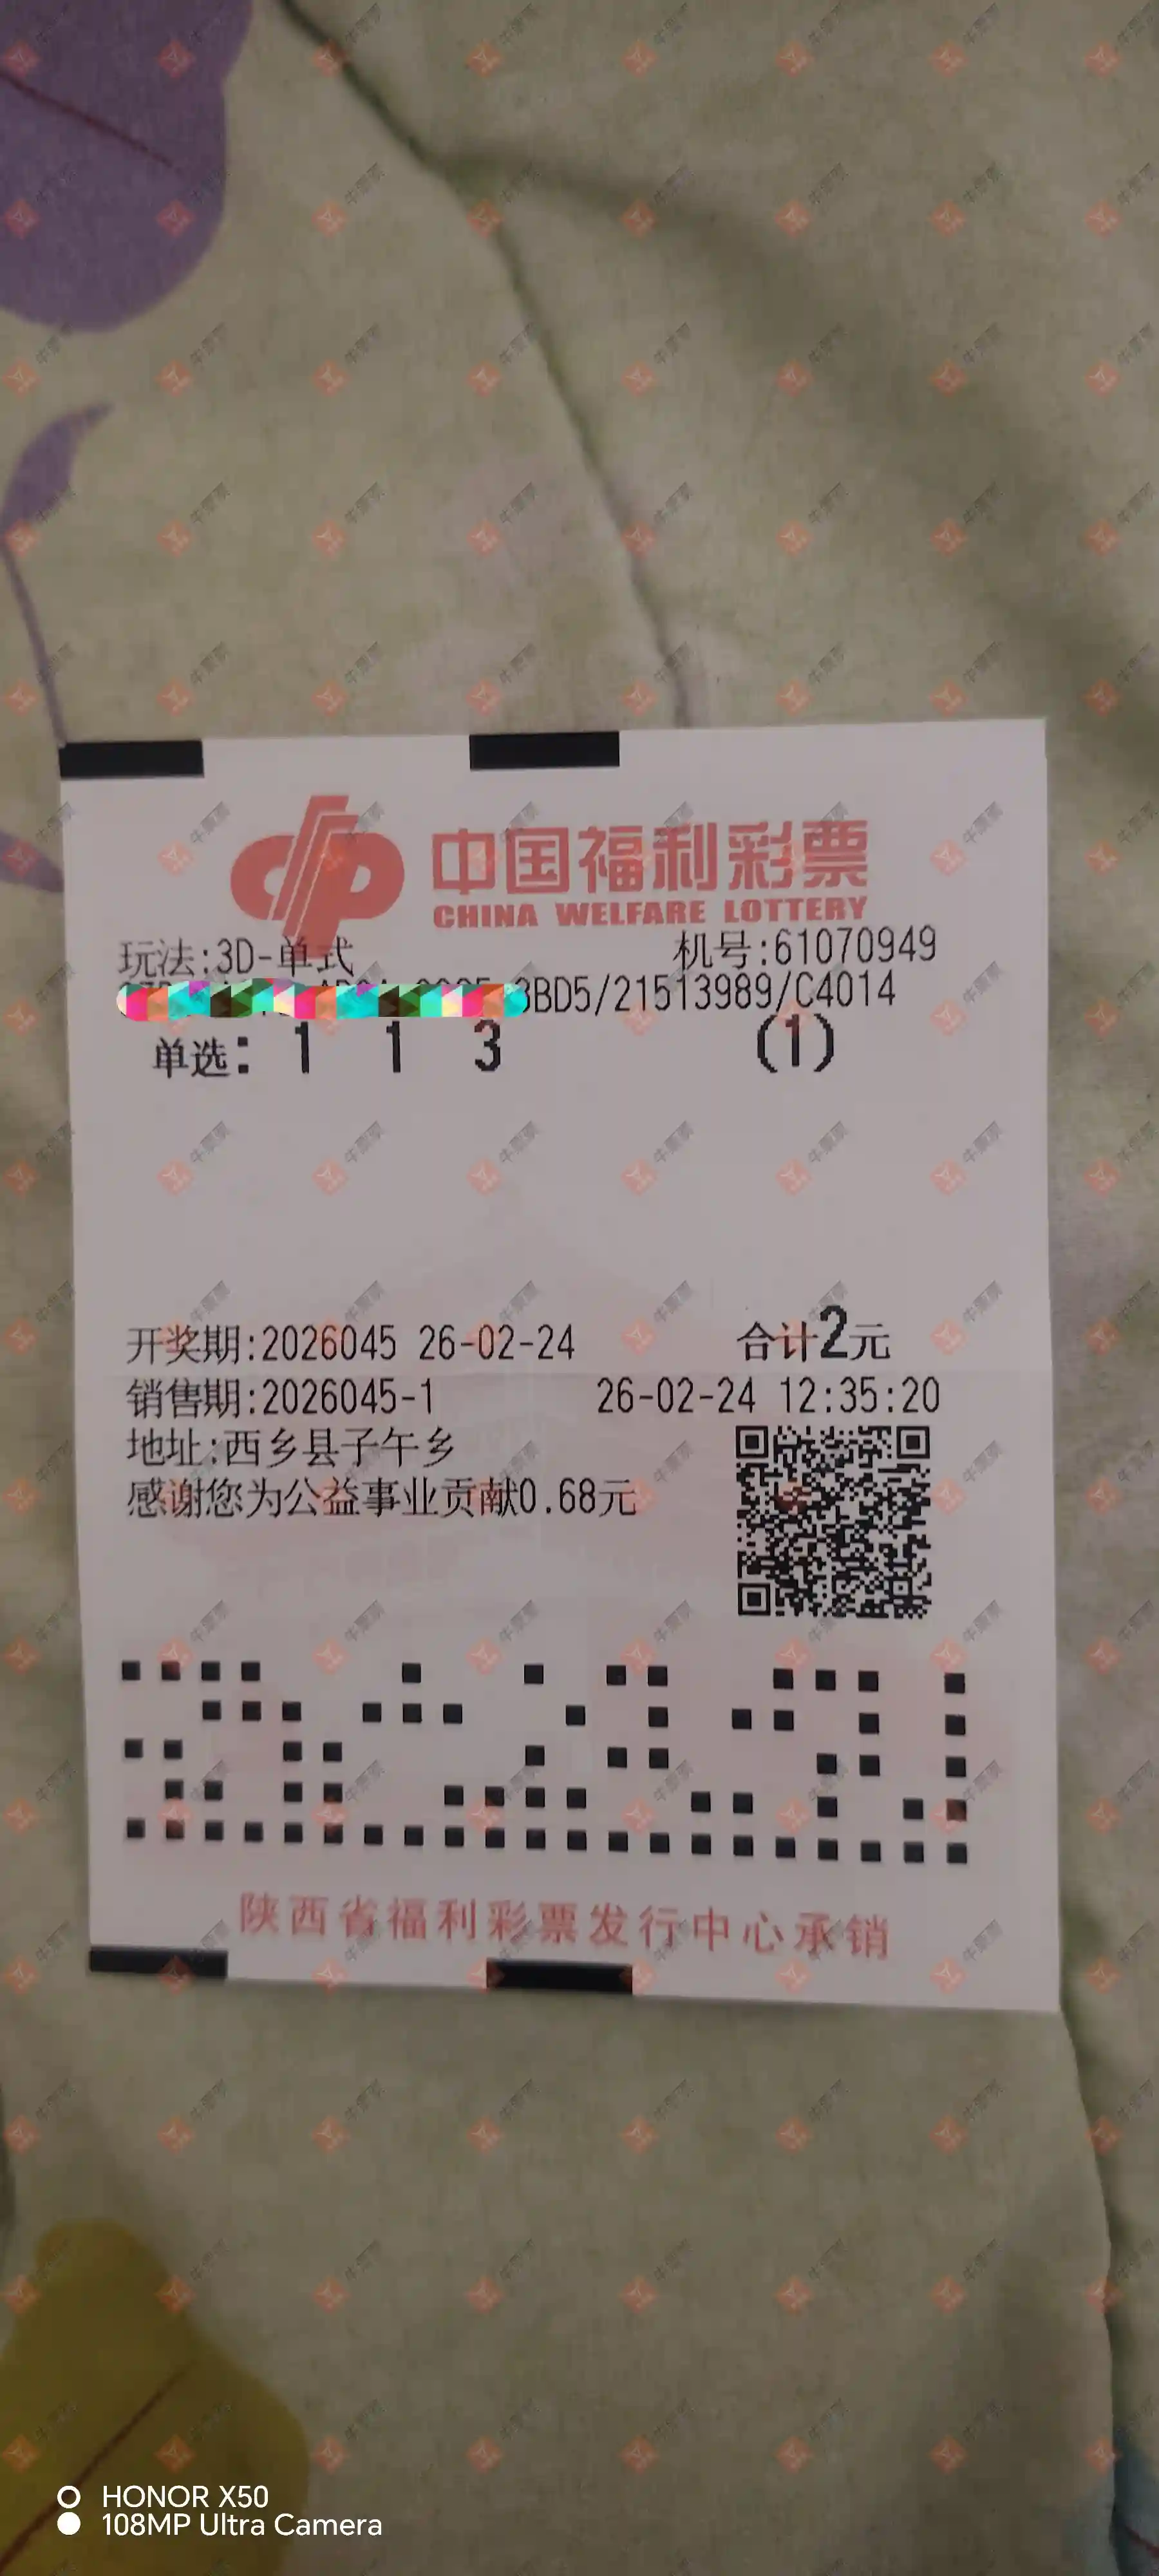 中国福利彩票
CHINA WELFARE LOTTERY
玩法:3D-单式 机号:61070949
3BD5/21513989/C4014
单选: 1 1 3 (1)
开奖期:2026045 26-02-24 合计2元
销售期:2026045-1 26-02-24 12:35:20
地址:西乡县子午乡
感谢您为公益事业贡献0.68元
陕西省福利彩票发行中心承销
HONOR X50
108MP Ultra Camera